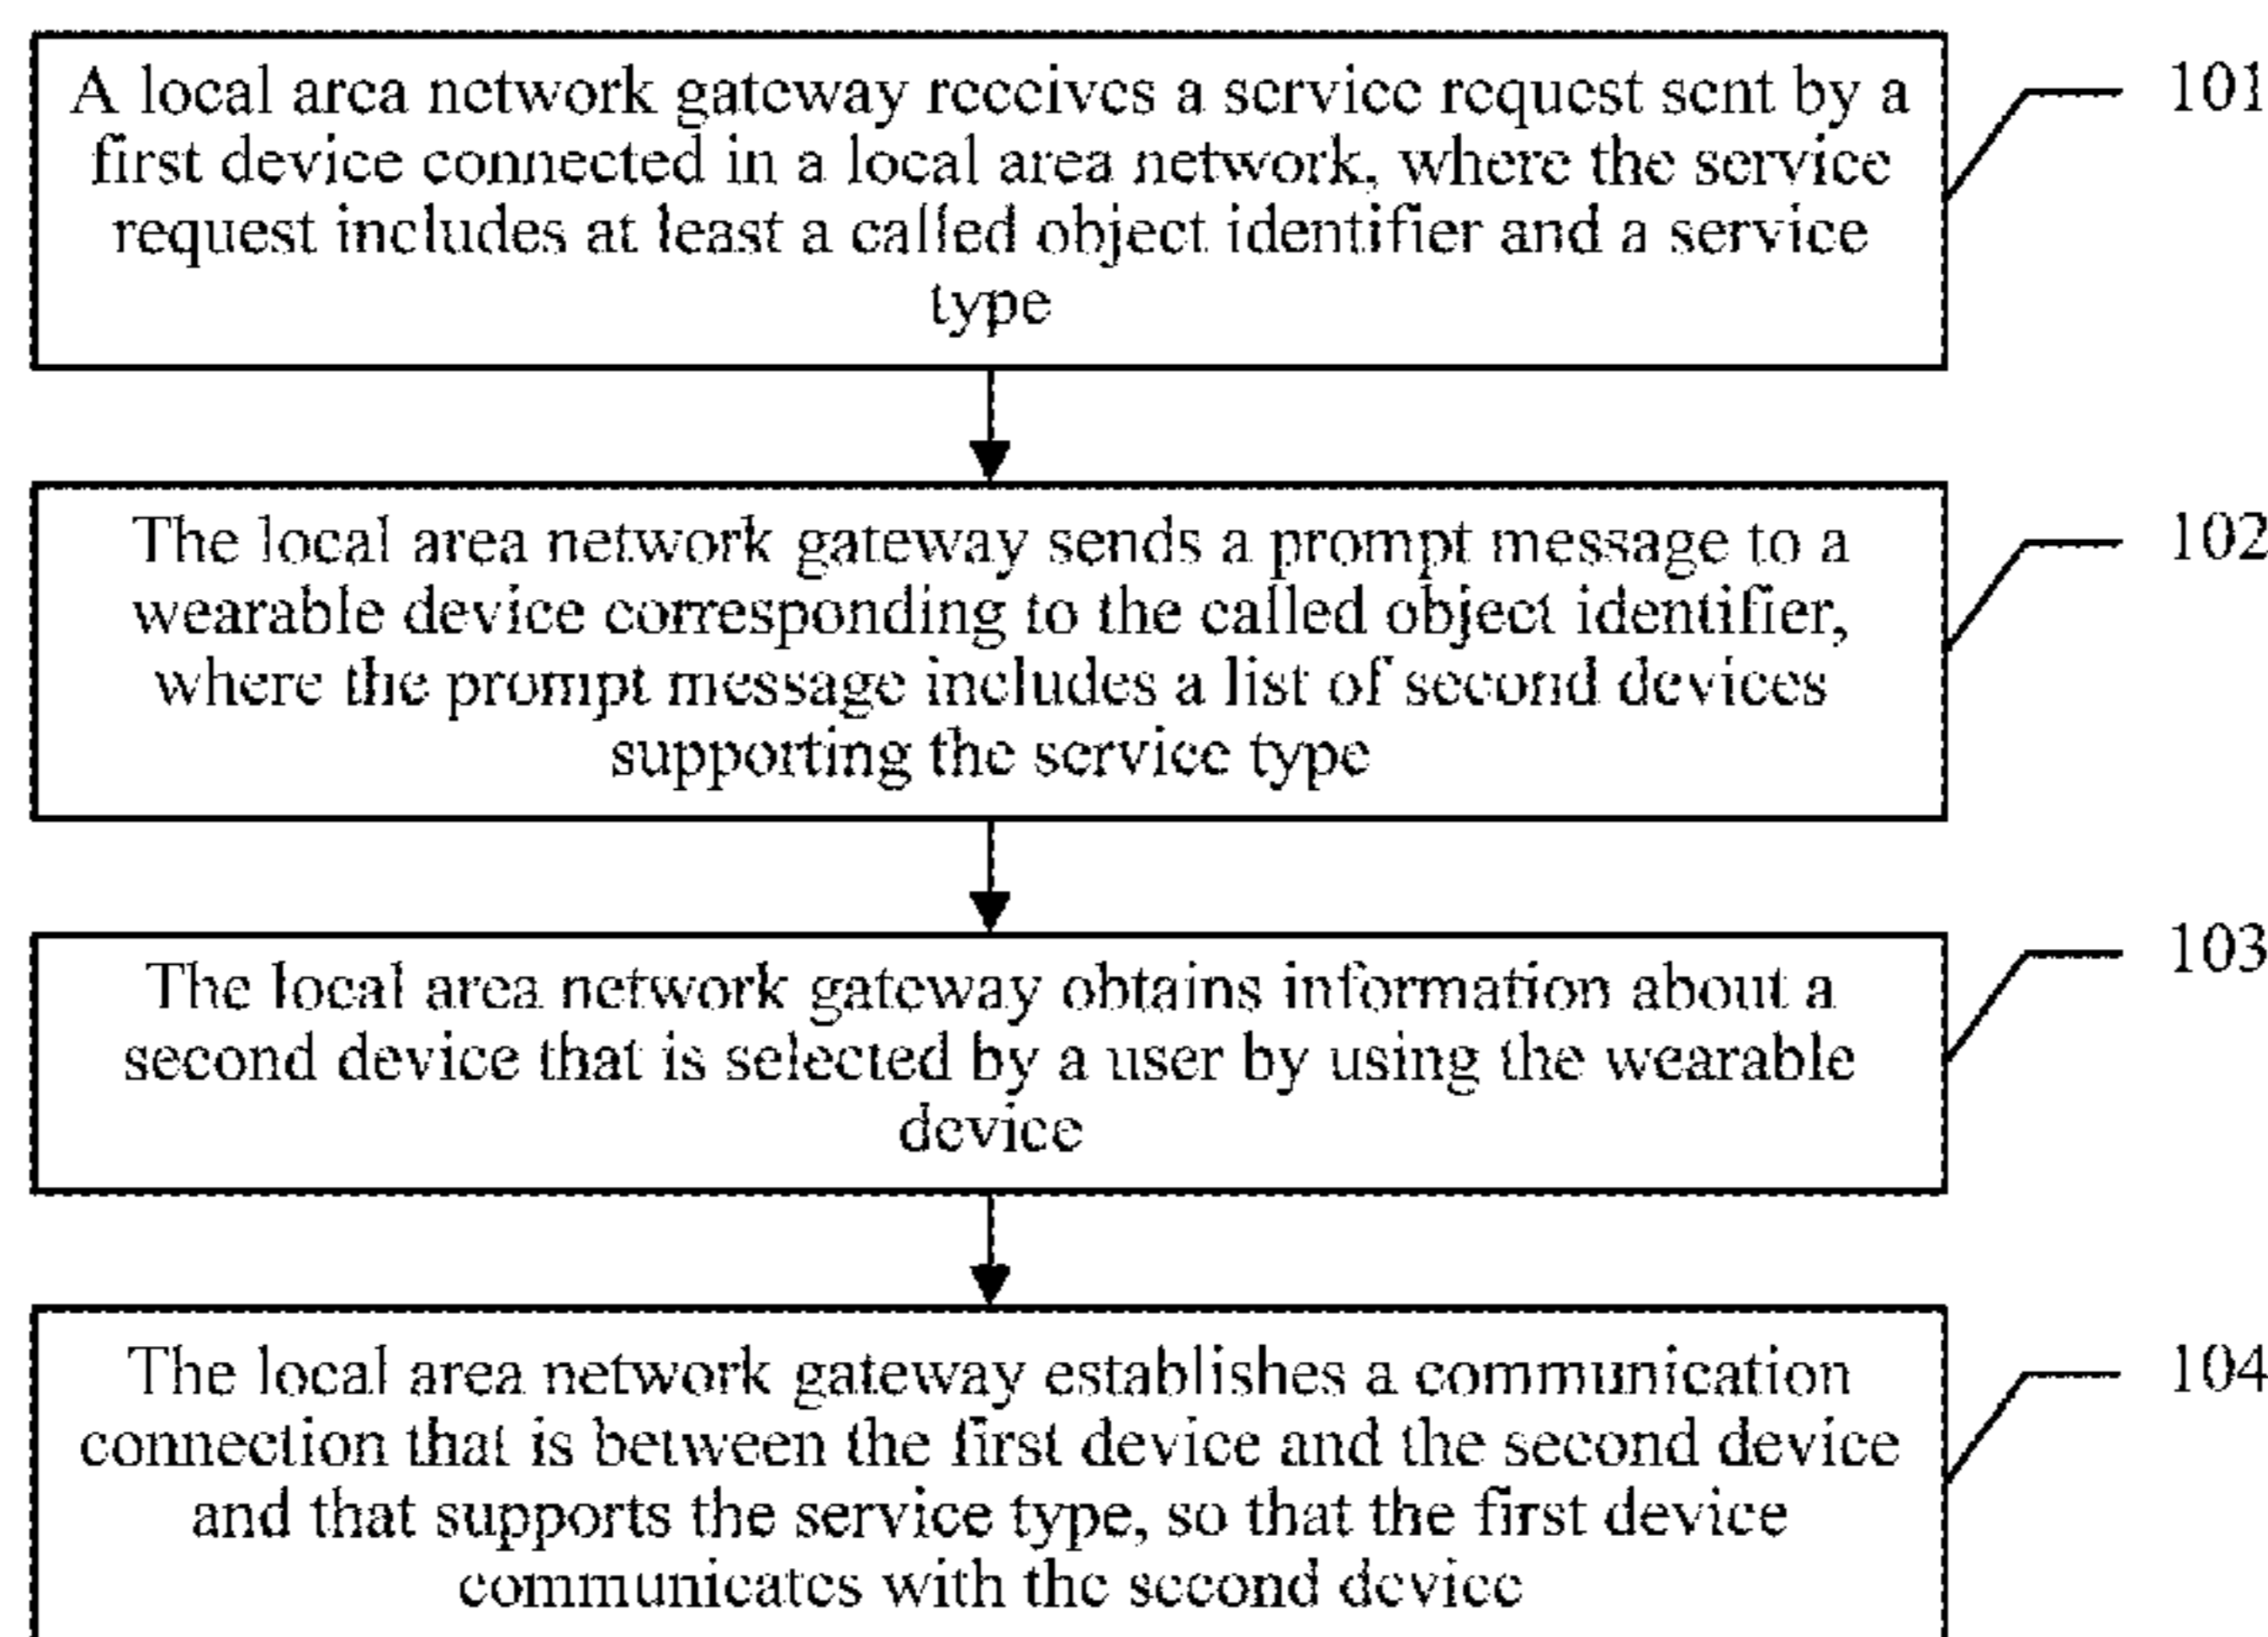 A local area network gateway receives a service request sent by a
first device connected in a local area network, where the service
request includes at least a called object identifier and a service
type
101
The local area network gateway sends a prompt message to a
wearable device corresponding to the called object identifier,
where the prompt message includes a list of second devices
supporting the service type
102
The local area network gateway obtains information about a
second device that is selected by a user by using the wearable
device
103
The local area network gateway establishes a communication
connection that is between the first device and the second device
and that supports the service type, so that the first device
communicates with the second device
104